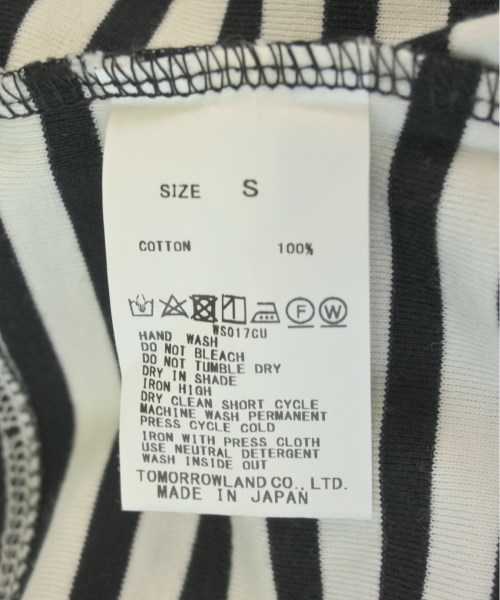 SIZE S
COTTON 100%
F W
WS017CU
HAND WASH
DO NOT BLEACH
DO NOT TUMBLE DRY
DRY IN SHADE
IRON HIGH
DRY CLEAN SHORT CYCLE
MACHINE WASH PERMANENT
PRESS CYCLE COLD
IRON WITH PRESS CLOTH
USE NEUTRAL DETERGENT
WASH INSIDE OUT
TOMORROWLAND CO., LTD.
MADE IN JAPAN